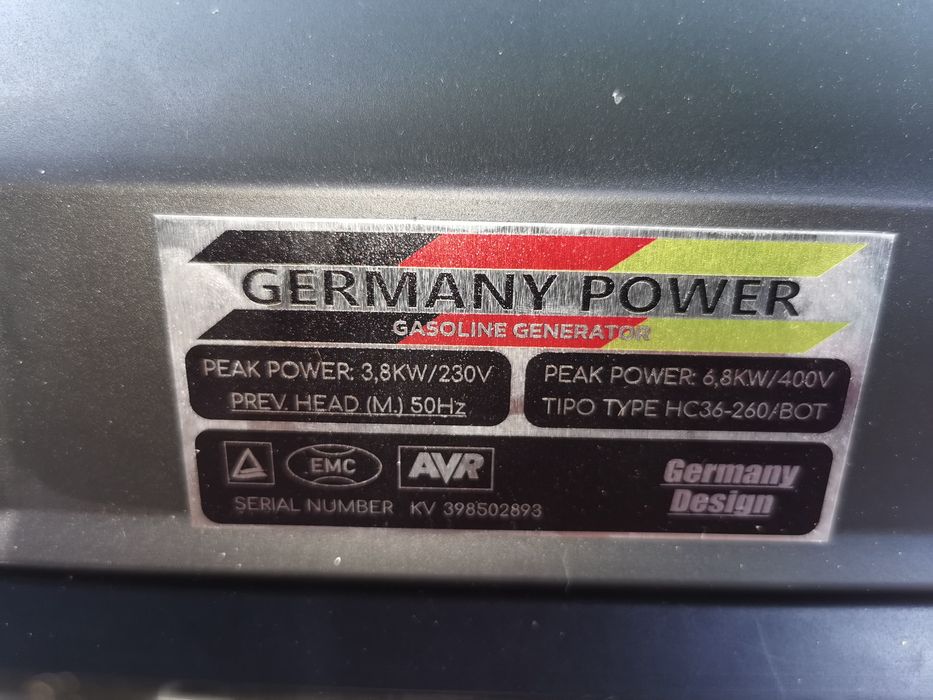 GERMANY POWER
GASOLINE GENERATOR
PEAK POWER: 3,8KW/230V
PREV. HEAD (M.) 50Hz
PEAK POWER: 6,8KW/400V
TIPO TYPE HC36-260/BOT
EMC
AVR
SERIAL NUMBER KV 398502893
Germany
Design